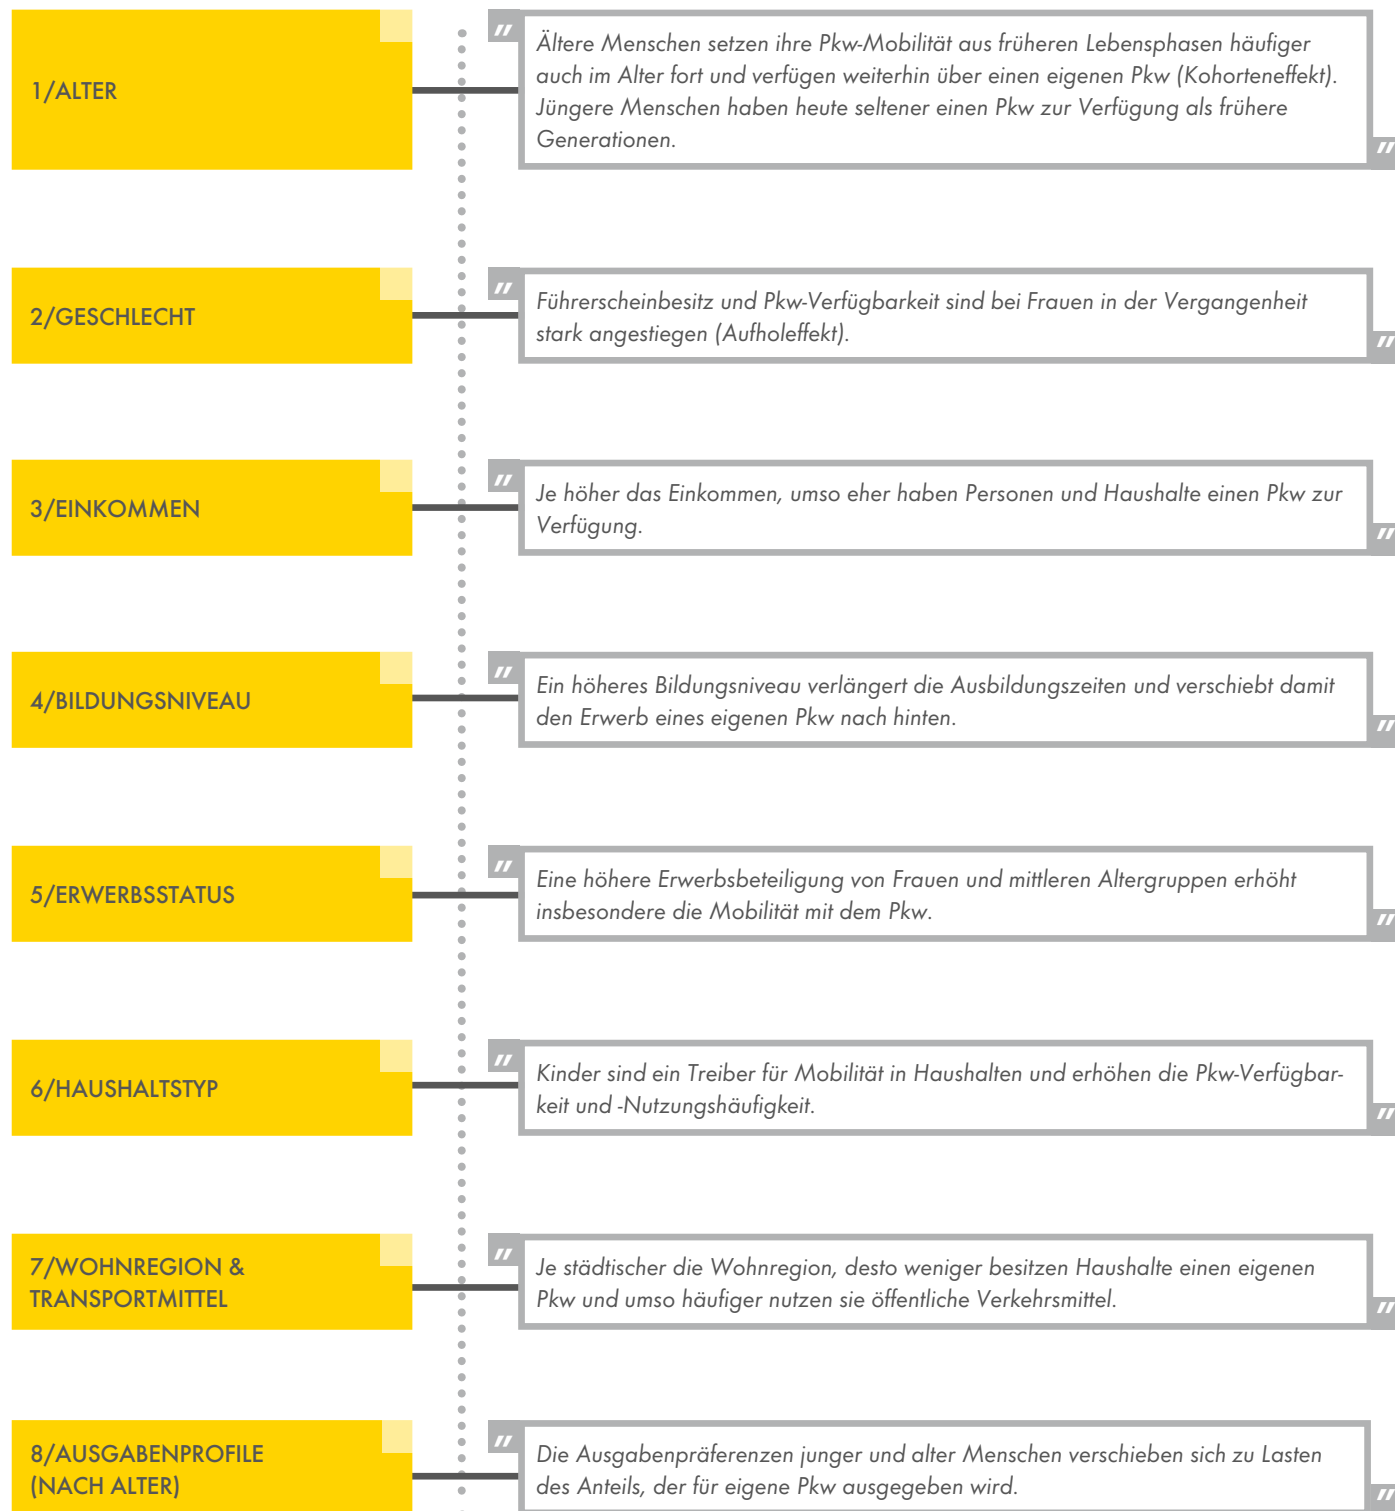 1/ALTER
"
Ältere Menschen setzen ihre Pkw-Mobilität aus früheren Lebensphasen häufiger
auch im Alter fort und verfügen weiterhin über einen eigenen Pkw (Kohorteneffekt).
Jüngere Menschen haben heute seltener einen Pkw zur Verfügung als frühere
Generationen.
"
2/GESCHLECHT
"
Führerscheinbesitz und Pkw-Verfügbarkeit sind bei Frauen in der Vergangenheit
stark angestiegen (Aufholeffekt).
"
3/EINKOMMEN
"
Je höher das Einkommen, umso eher haben Personen und Haushalte einen Pkw zur
Verfügung.
"
4/BILDUNGSNIVEAU
"
Ein höheres Bildungsniveau verlängert die Ausbildungszeiten und verschiebt damit
den Erwerb eines eigenen Pkw nach hinten.
"
5/ERWERBSSTATUS
"
Eine höhere Erwerbsbeteiligung von Frauen und mittleren Altergruppen erhöht
insbesondere die Mobilität mit dem Pkw.
"
6/HAUSHALTSTYP
"
Kinder sind ein Treiber für Mobilität in Haushalten und erhöhen die Pkw-Verfügbar-
keit und -Nutzungshäufigkeit.
"
7/WOHNREGION &
TRANSPORTMITTEL
"
Je städtischer die Wohnregion, desto weniger besitzen Haushalte einen eigenen
Pkw und umso häufiger nutzen sie öffentliche Verkehrsmittel.
"
8/AUSGABENPROFILE
(NACH ALTER)
"
Die Ausgabenpräferenzen junger und alter Menschen verschieben sich zu Lasten
des Anteils, der für eigene Pkw ausgegeben wird.
"